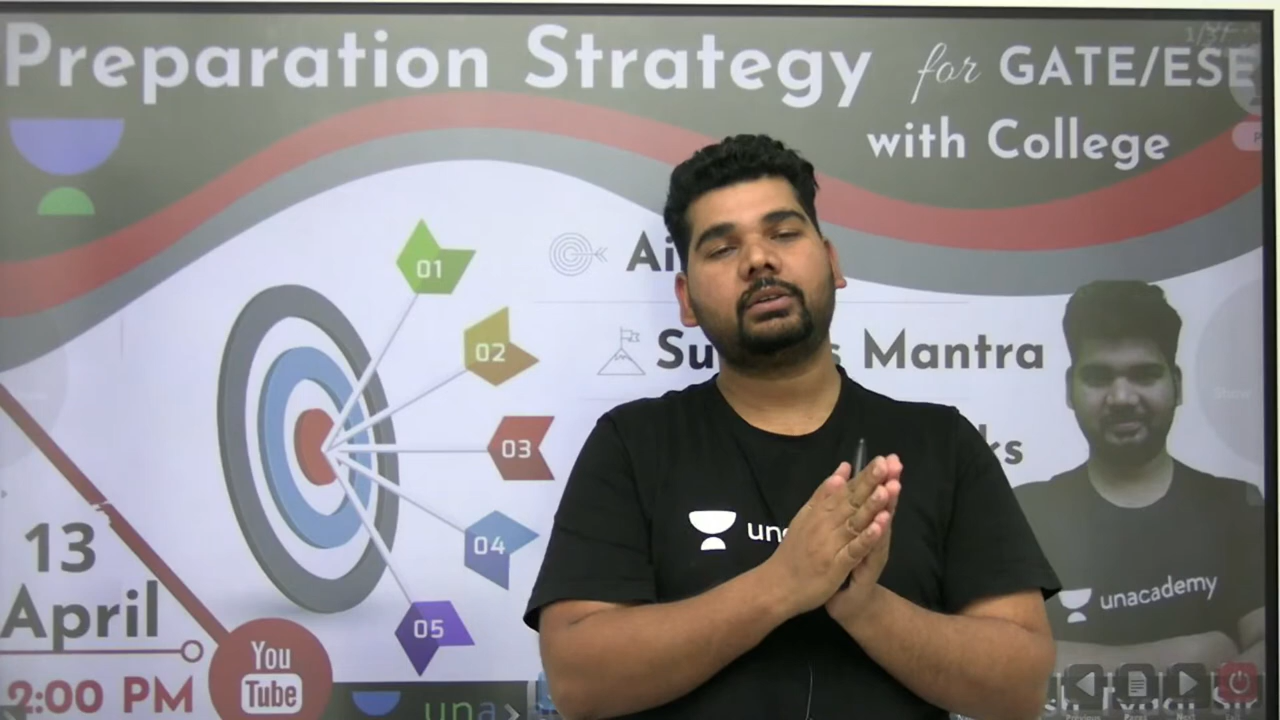 Preparation Strategy for GATE/ESE
with College
01
02
03
04
05
Mantra
unacademy
13
April
2:00 PM
You
Tube